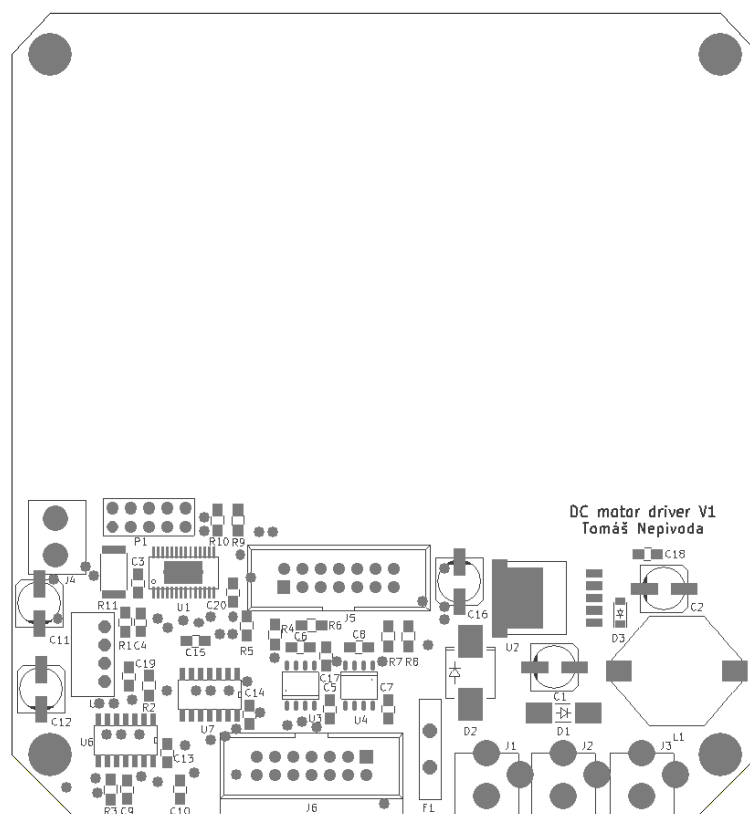 DC motor driver V1
Tomáš Nepivoda
P1
R10
R9
C18
J4
C3
R11
U1
C20
J5
C16
C2
C11
R1
C4
C15
R5
R4
R6
C6
C8
R7
R8
U2
D3
C19
C17
R2
C14
C5
C7
C1
C12
U7
U3
U4
D2
D1
L1
U6
C13
J1
J2
J3
R3
C9
C10
J6
F1